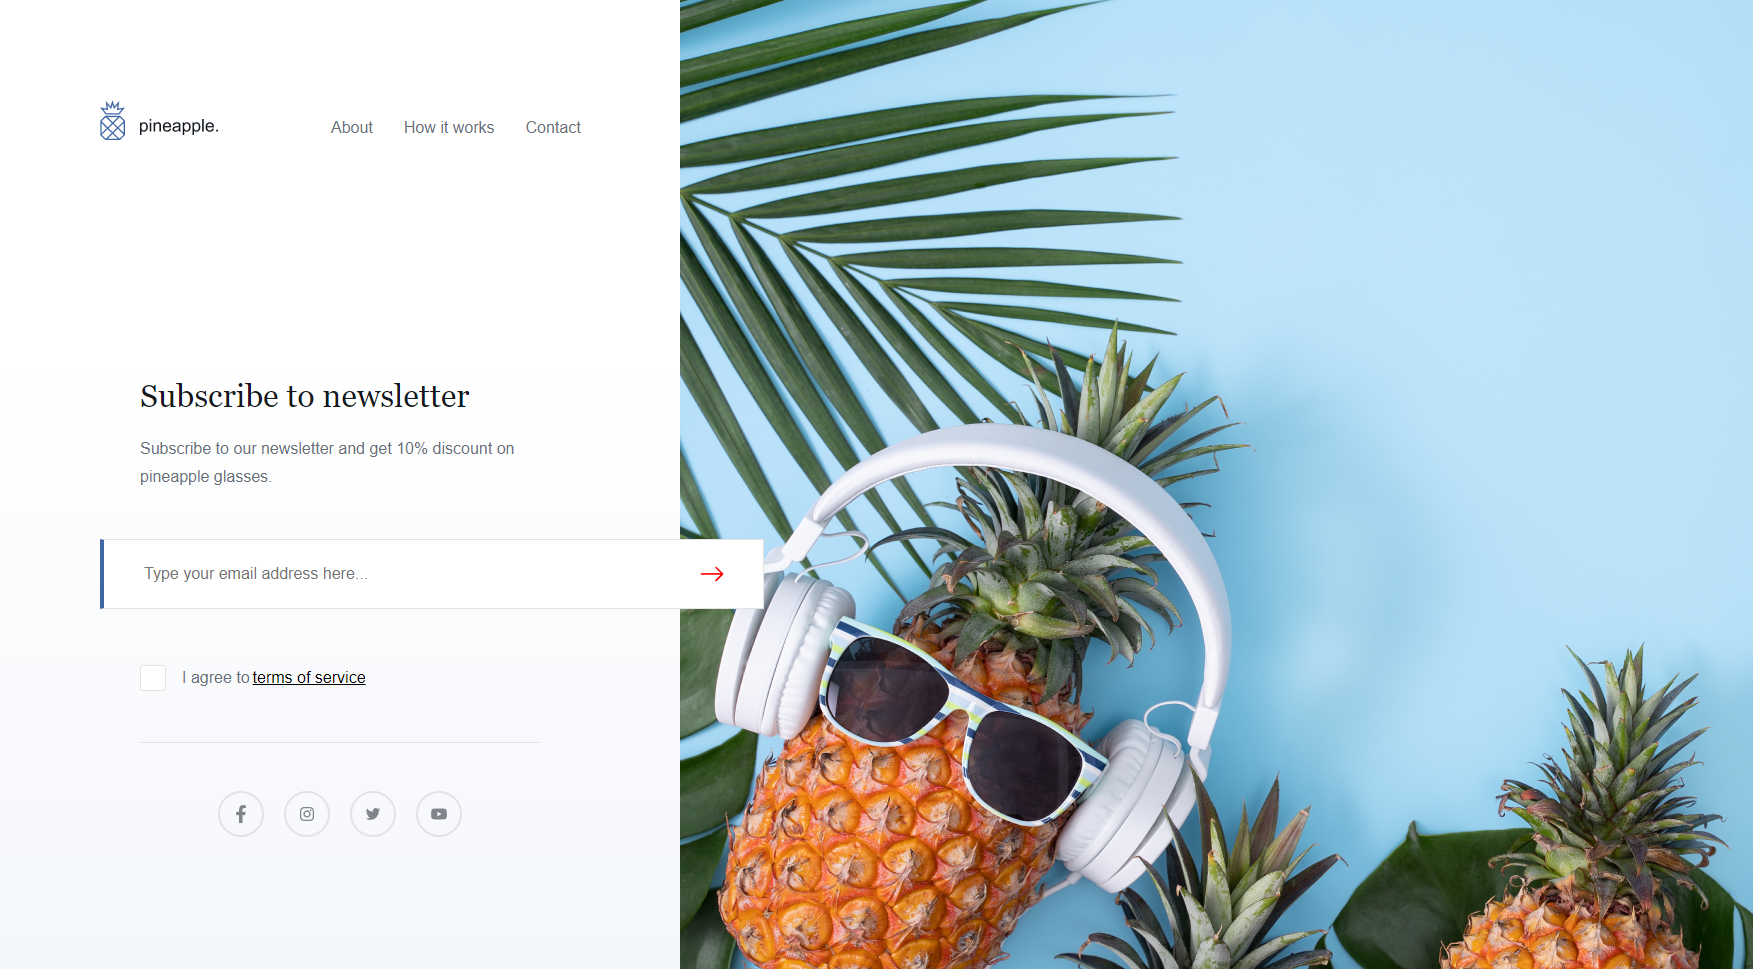 pineapple.
About How it works Contact
Subscribe to newsletter
Subscribe to our newsletter and get 10% discount on
pineapple glasses.
Type your email address here...
I agree to terms of service